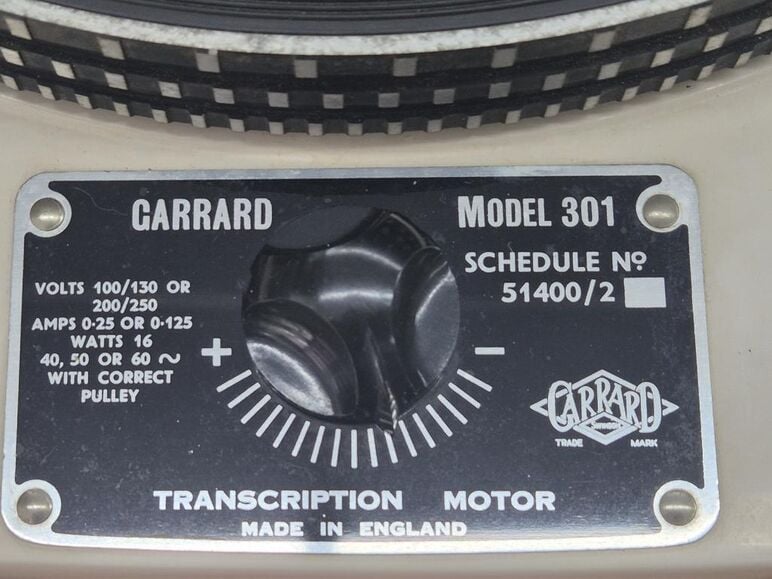 GARRARD
MODEL 301
SCHEDULE Nº
51400/2
VOLTS 100/130 OR
200/250
AMPS 0·25 OR 0·125
WATTS 16
40, 50 OR 60 ~
WITH CORRECT
PULLEY
+
−
GARRARD
SWINDON
TRADE MARK
TRANSCRIPTION MOTOR
MADE IN ENGLAND